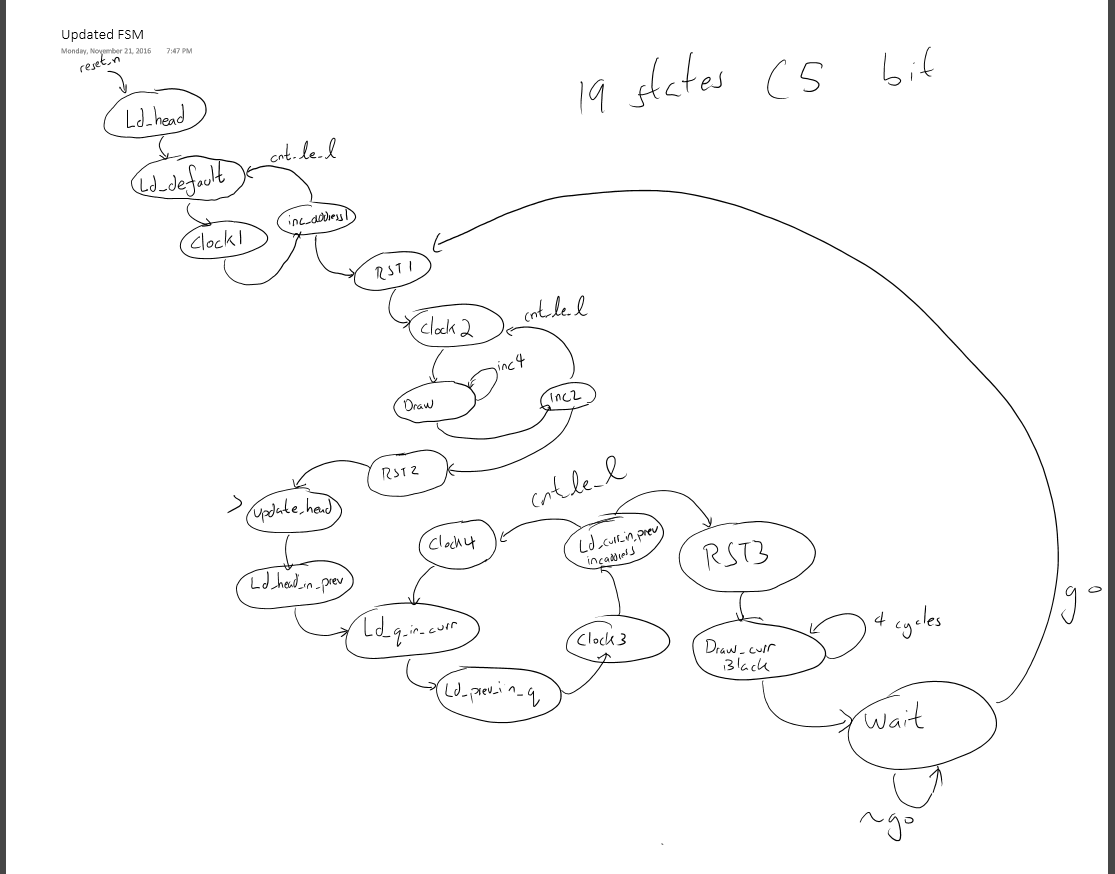 Updated FSM
Monday, November 21, 2016 7:47 PM
reset_n
19 states (5 bit
Ld_head
cnt_le_l
Ld_default
inc_address1
Clock1
RST1
cnt_le_l
Clock2
inc4
Draw
Inc2
RST2
cnt_le_l
>
update_head
Clock4
Ld_curr_in_prev
incaddress
RST3
Ld_head_in_prev
go
4 cycles
Ld_q_in_curr
Clock3
Draw_curr
Black
Ld_prev_in_q
wait
~go